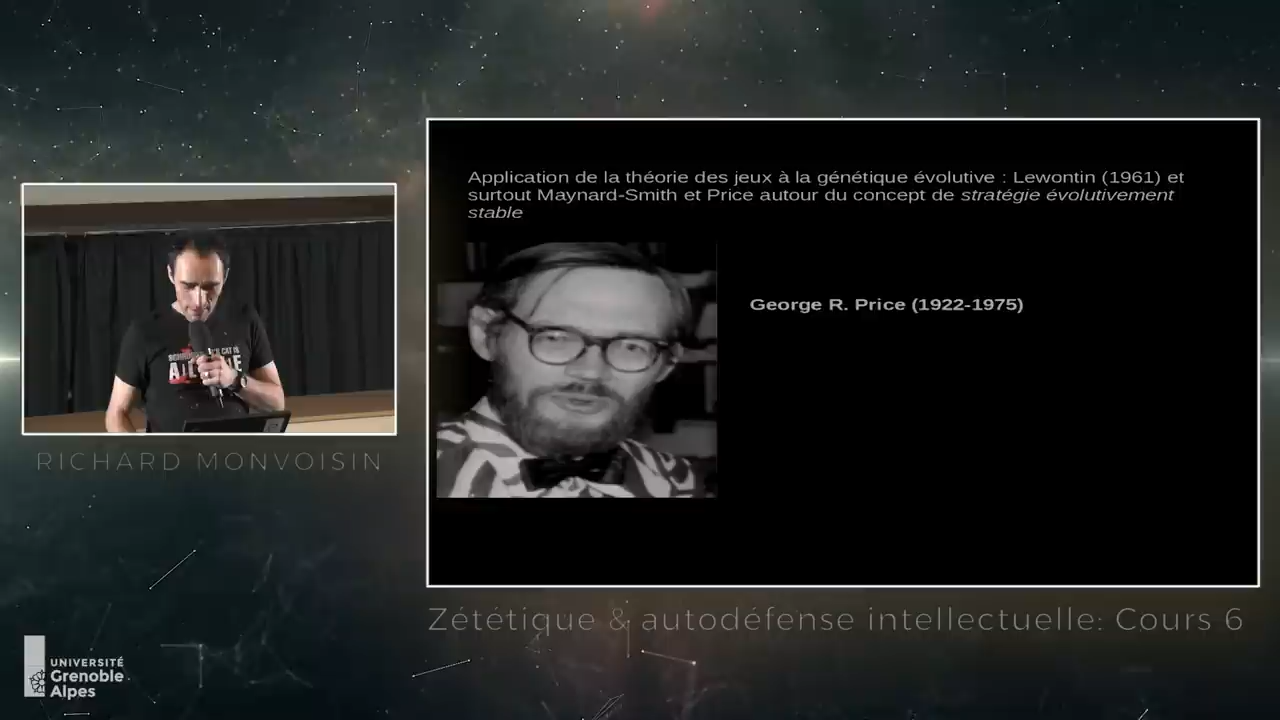 Application de la théorie des jeux à la génétique évolutive : Lewontin (1961) et
surtout Maynard-Smith et Price autour du concept de stratégie évolutivement
stable
George R. Price (1922-1975)
CAT IS
RICHARD MONVOISIN
Zététique & autodéfense intellectuelle: Cours 6
UNIVERSITÉ
Grenoble
Alpes